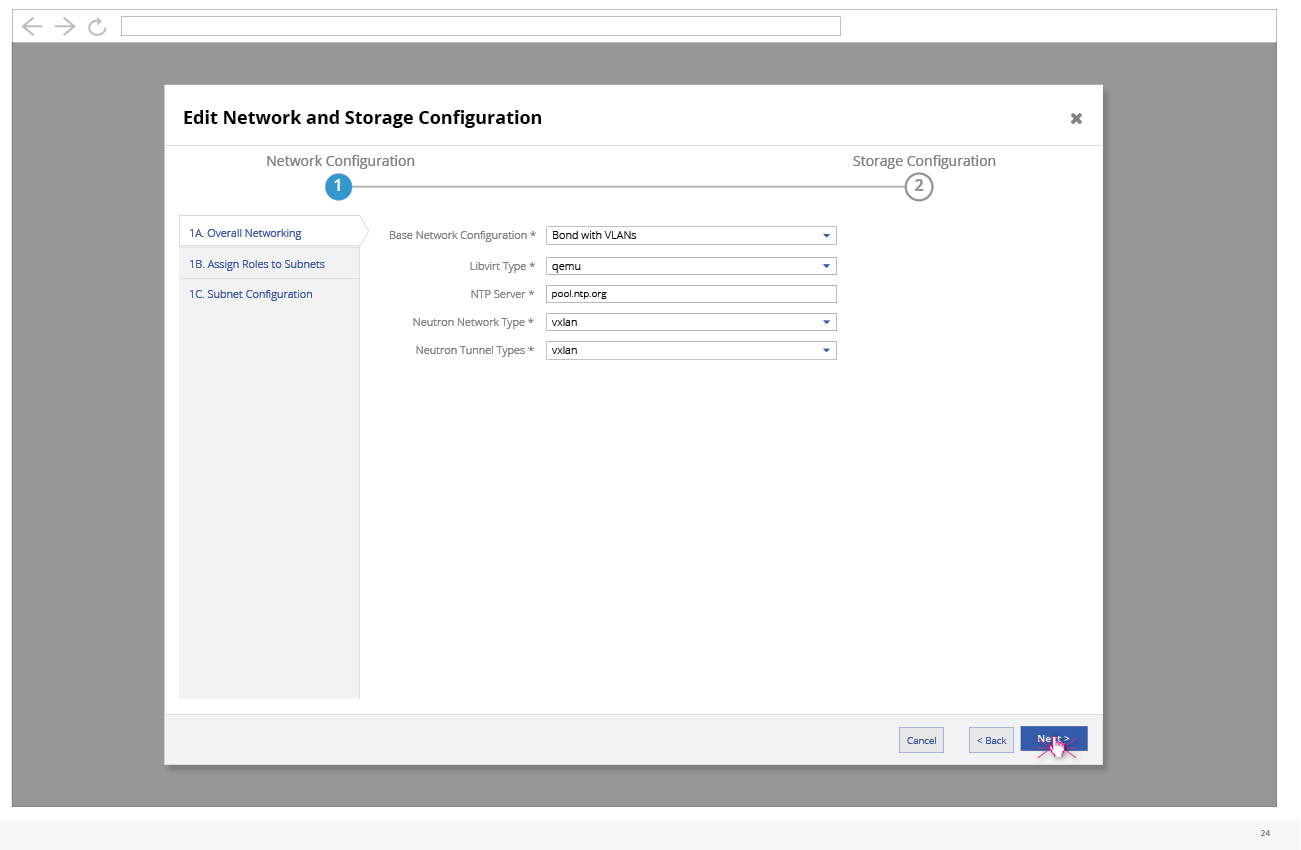 Edit Network and Storage Configuration
Network Configuration
Storage Configuration
1
2
1A. Overall Networking
1B. Assign Roles to Subnets
1C. Subnet Configuration
Base Network Configuration * Bond with VLANs
Libvirt Type * qemu
NTP Server * pool.ntp.org
Neutron Network Type * vxlan
Neutron Tunnel Types * vxlan
Cancel
< Back
Next >
24